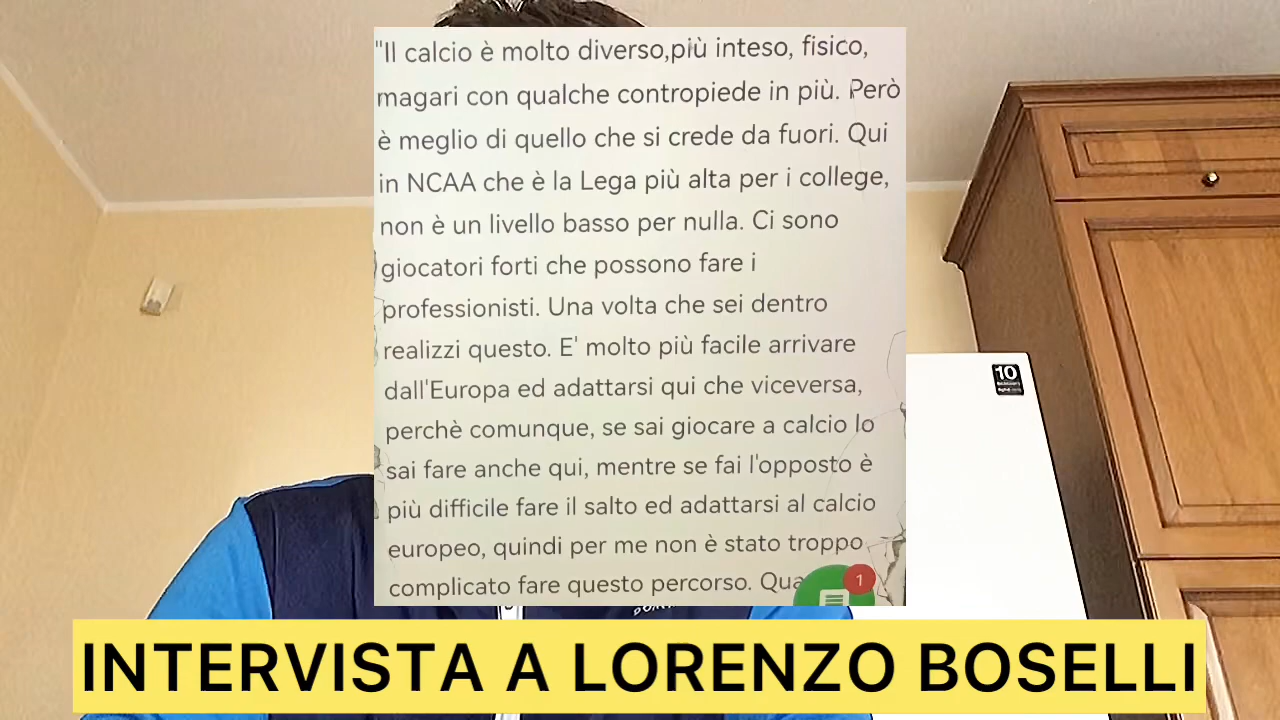 "Il calcio è molto diverso,più inteso, fisico,
magari con qualche contropiede in più. Però
è meglio di quello che si crede da fuori. Qui
in NCAA che è la Lega più alta per i college,
non è un livello basso per nulla. Ci sono
giocatori forti che possono fare i
professionisti. Una volta che sei dentro
realizzi questo. E' molto più facile arrivare
dall'Europa ed adattarsi qui che viceversa,
perchè comunque, se sai giocare a calcio lo
sai fare anche qui, mentre se fai l'opposto è
più difficile fare il salto ed adattarsi al calcio
europeo, quindi per me non è stato troppo
complicato fare questo percorso.
1
10
INTERVISTA A LORENZO BOSELLI